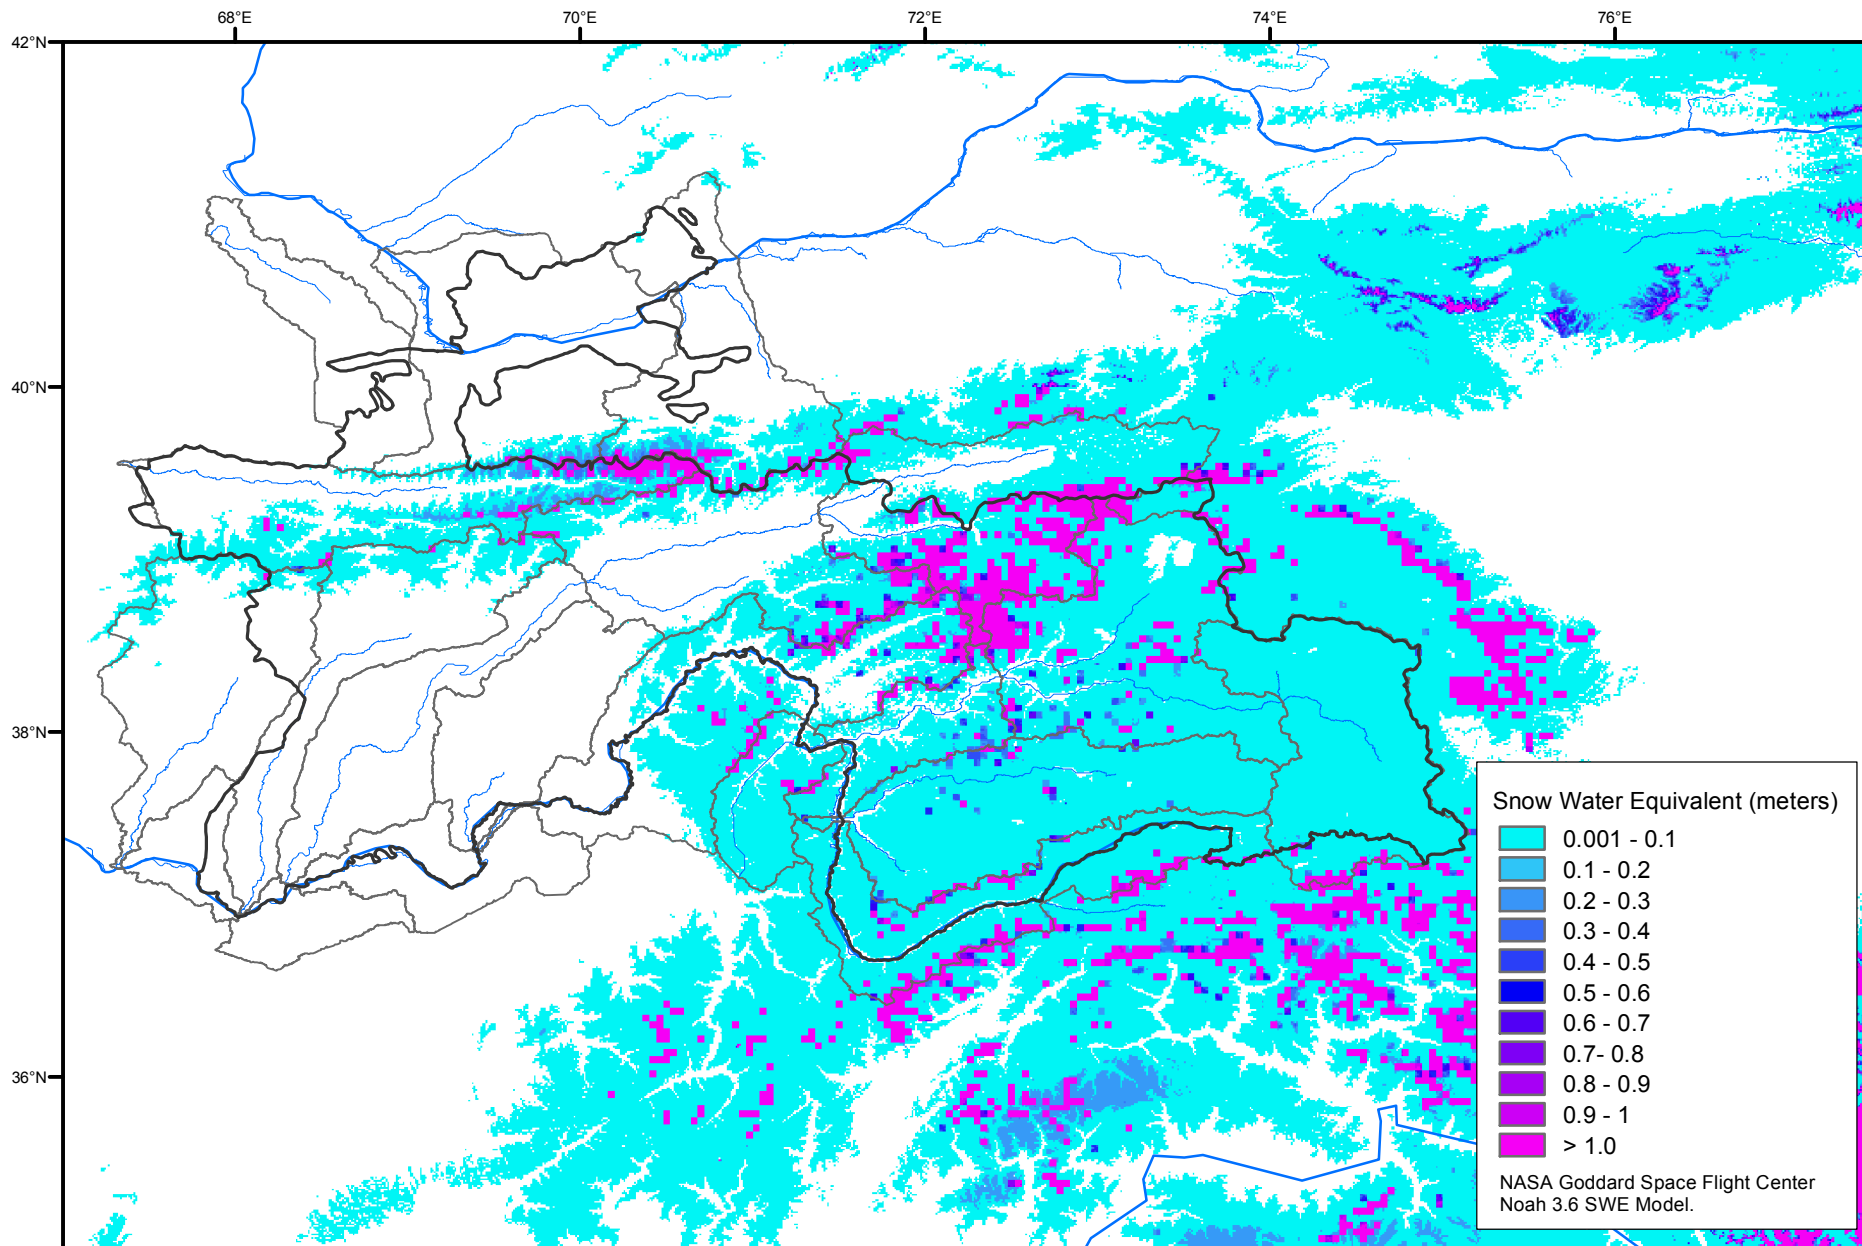 68°E 70°E 72°E 74°E 76°E
42°N
40°N
38°N
36°N
Snow Water Equivalent (meters)
0.001 - 0.1
0.1 - 0.2
0.2 - 0.3
0.3 - 0.4
0.4 - 0.5
0.5 - 0.6
0.6 - 0.7
0.7- 0.8
0.8 - 0.9
0.9 - 1
> 1.0
NASA Goddard Space Flight Center
Noah 3.6 SWE Model.